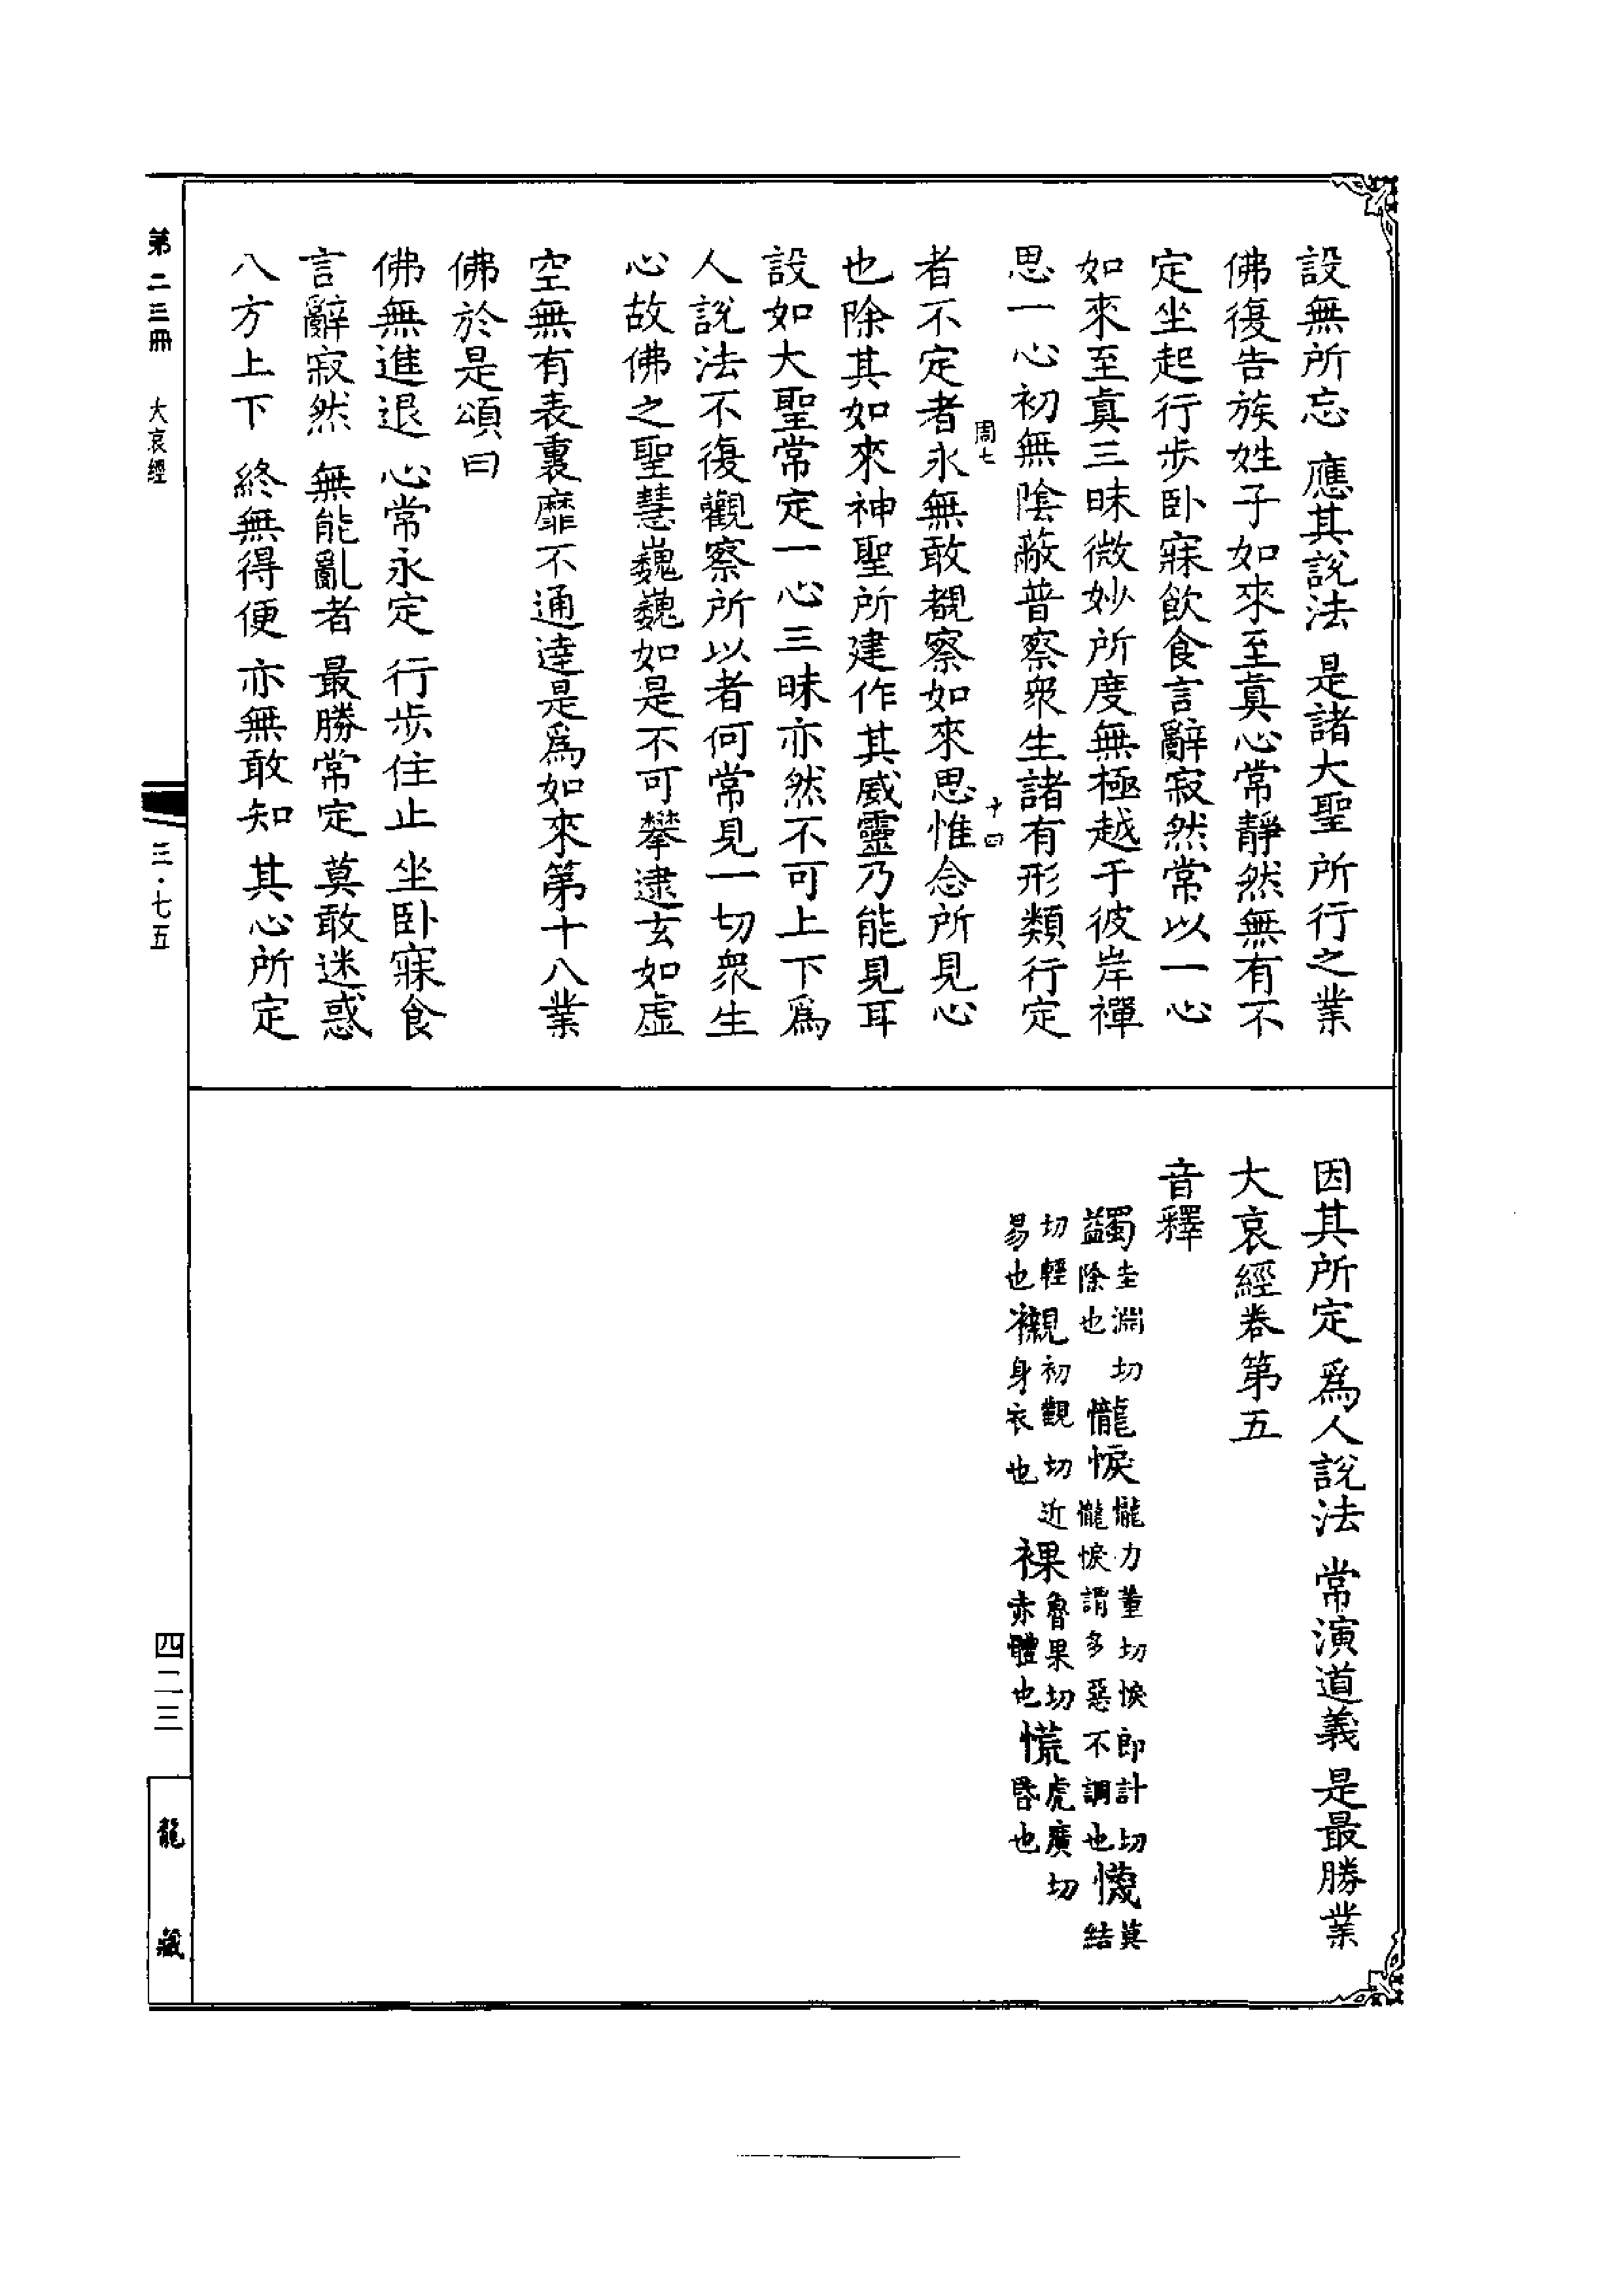 設無所忘　應其說法　是諸大聖　所行之業
佛復告族姓子如來至真心常靜然無有不
定坐起行步臥寐飲食言辭寂然常以一心
如來至真三昧微妙所度無極越于彼岸禪
思一心初無陰蔽普察衆生諸有形類行定
周七
十四
者不定者永無敢覩察如來思惟念所見心
也除其如來神聖所建作其威靈乃能見耳
設如大聖常定一心三昧亦然不可上下爲
人說法不復觀察所以者何常見一切衆生
心故佛之聖慧巍巍如是不可攀逮玄如虛
空無有表裏靡不通達是爲如來第十八業
佛於是頌曰
佛無進退　心常永定　行步住止　坐臥寐食
言辭寂然　無能亂者　最勝常定　莫敢迷惑
八方上下　終無得便　亦無敢知　其心所定
因其所定　爲人說法　常演道義　是最勝業
大哀經卷第五
音釋
蠲圭淵切除也　㦕悷㦕力董切悷郎計切㦕悷謂多惡不調也　懱莫結
切輕易也　襯初覲切近身衣也　裸魯果切赤體也　慌虎廣切昏也
第二三冊　大哀經
三·七五
四二三
龍藏